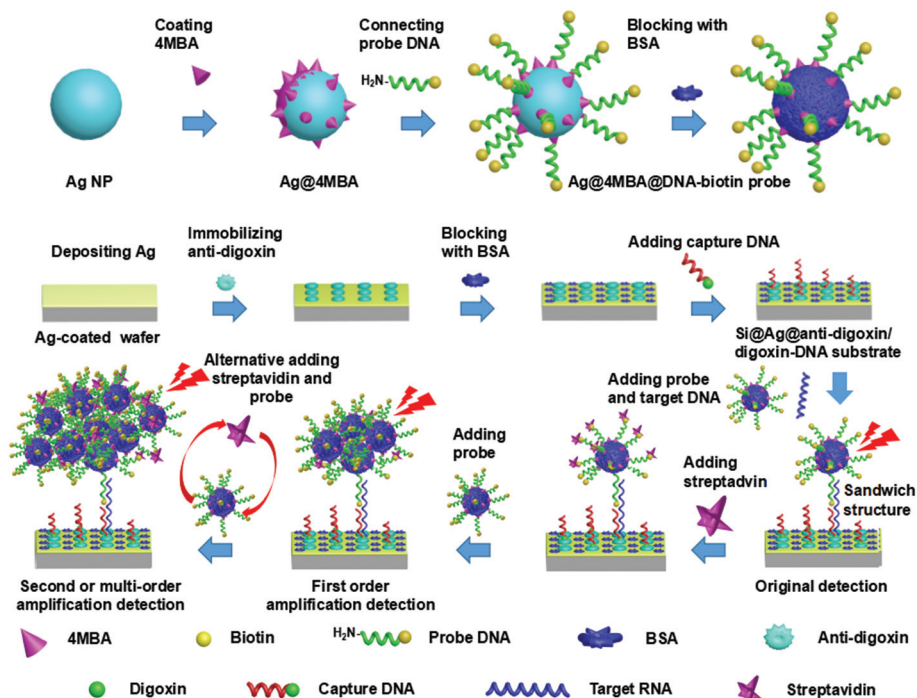 Coating
4MBA
Connecting
probe DNA
H₂N-
Blocking with
BSA
Ag NP
Ag@4MBA
Ag@4MBA@DNA-biotin probe
Depositing Ag
Immobilizing
anti-digoxin
Blocking
with BSA
Adding capture DNA
Ag-coated wafer
Si@Ag@anti-digoxin/
digoxin-DNA substrate
Alternative adding
streptavidin and
probe
Adding probe
and target DNA
Adding
probe
Adding
streptadvin
Sandwich
structure
Second or multi-order
amplification detection
First order
amplification detection
Original detection
4MBA
Biotin
H₂N-
Probe DNA
BSA
Anti-digoxin
Digoxin
Capture DNA
Target RNA
Streptavidin